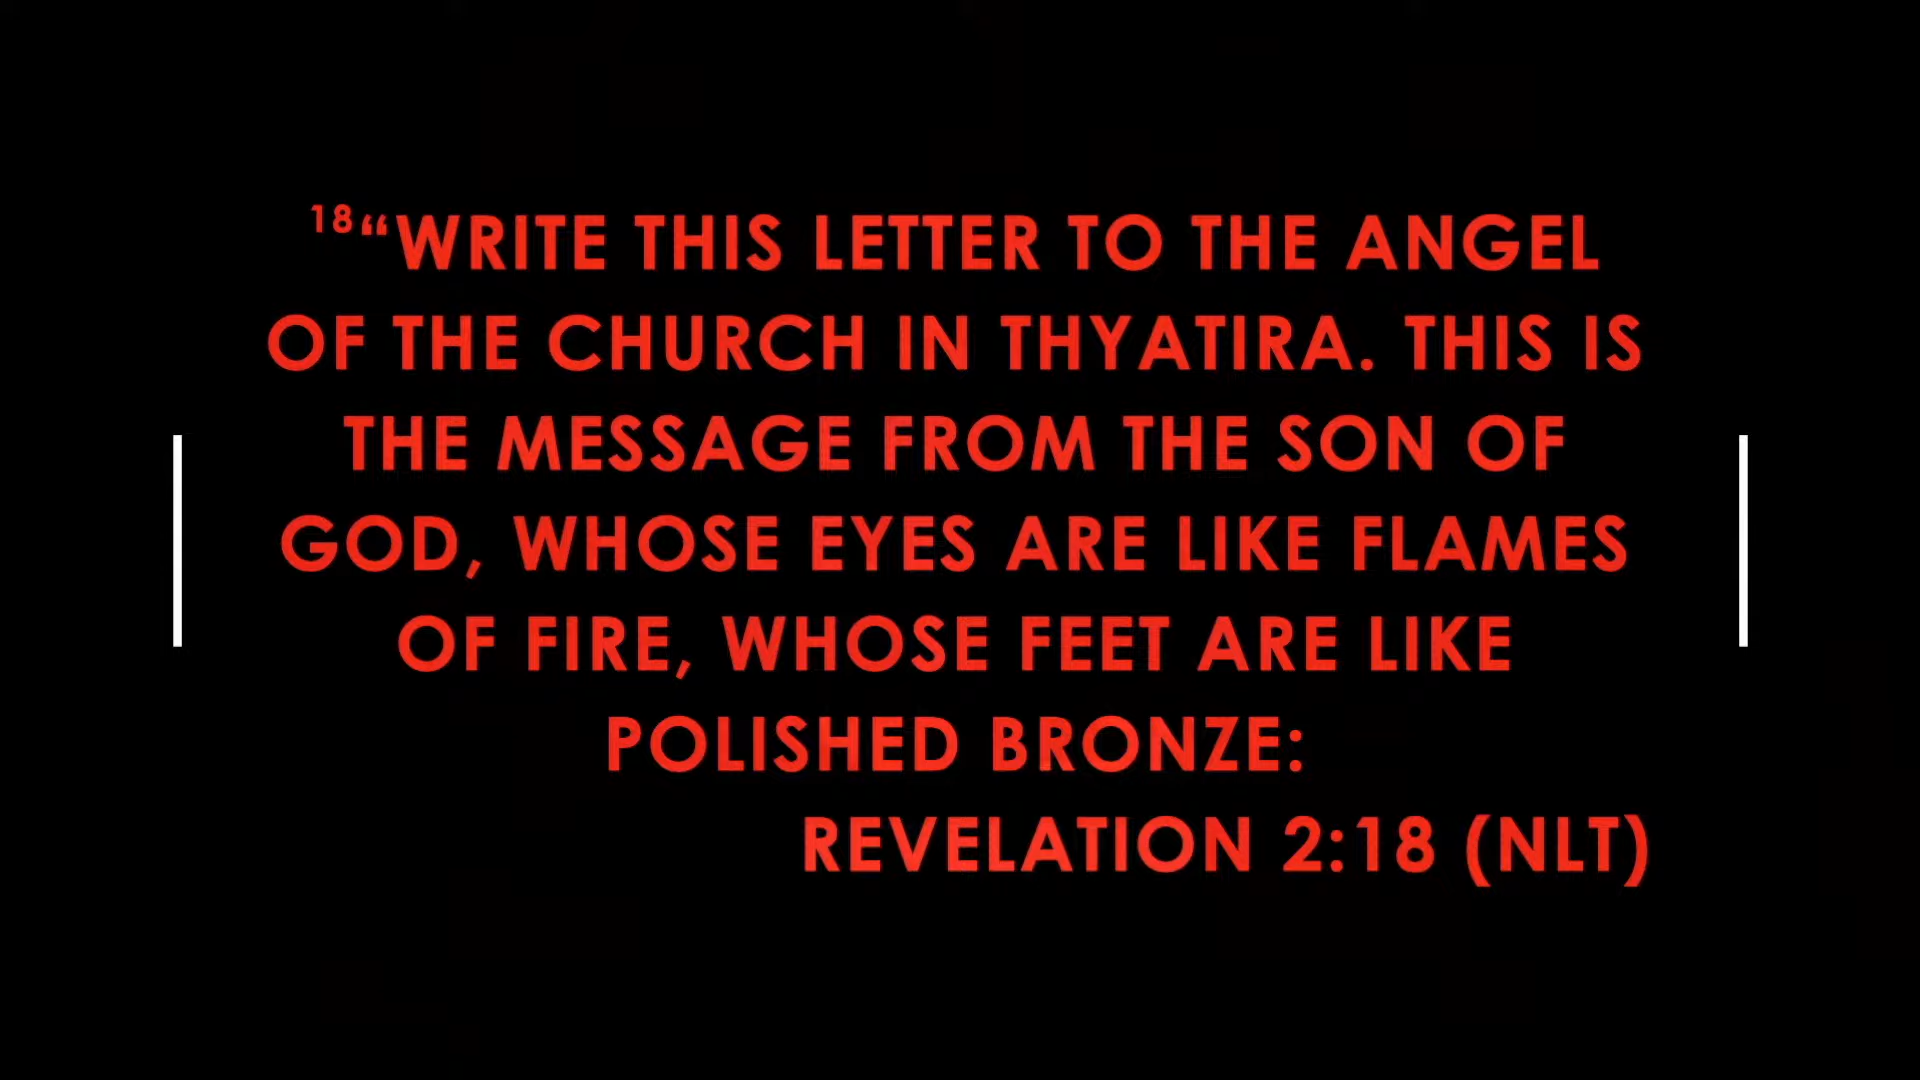 18“WRITE THIS LETTER TO THE ANGEL
OF THE CHURCH IN THYATIRA. THIS IS
THE MESSAGE FROM THE SON OF
GOD, WHOSE EYES ARE LIKE FLAMES
OF FIRE, WHOSE FEET ARE LIKE
POLISHED BRONZE:
REVELATION 2:18 (NLT)